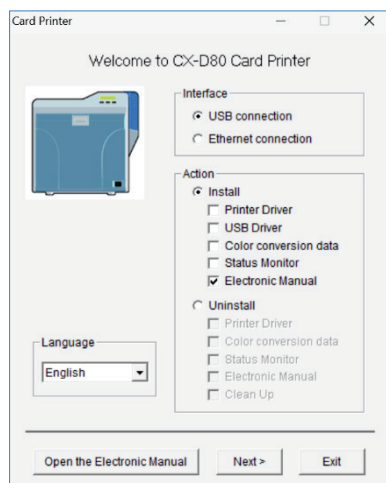 Card Printer
Welcome to CX-D80 Card Printer
Interface
USB connection
Ethernet connection
Action
Install
Printer Driver
USB Driver
Color conversion data
Status Monitor
Electronic Manual
Uninstall
Printer Driver
Color conversion data
Status Monitor
Electronic Manual
Clean Up
Language
English
Open the Electronic Manual Next > Exit